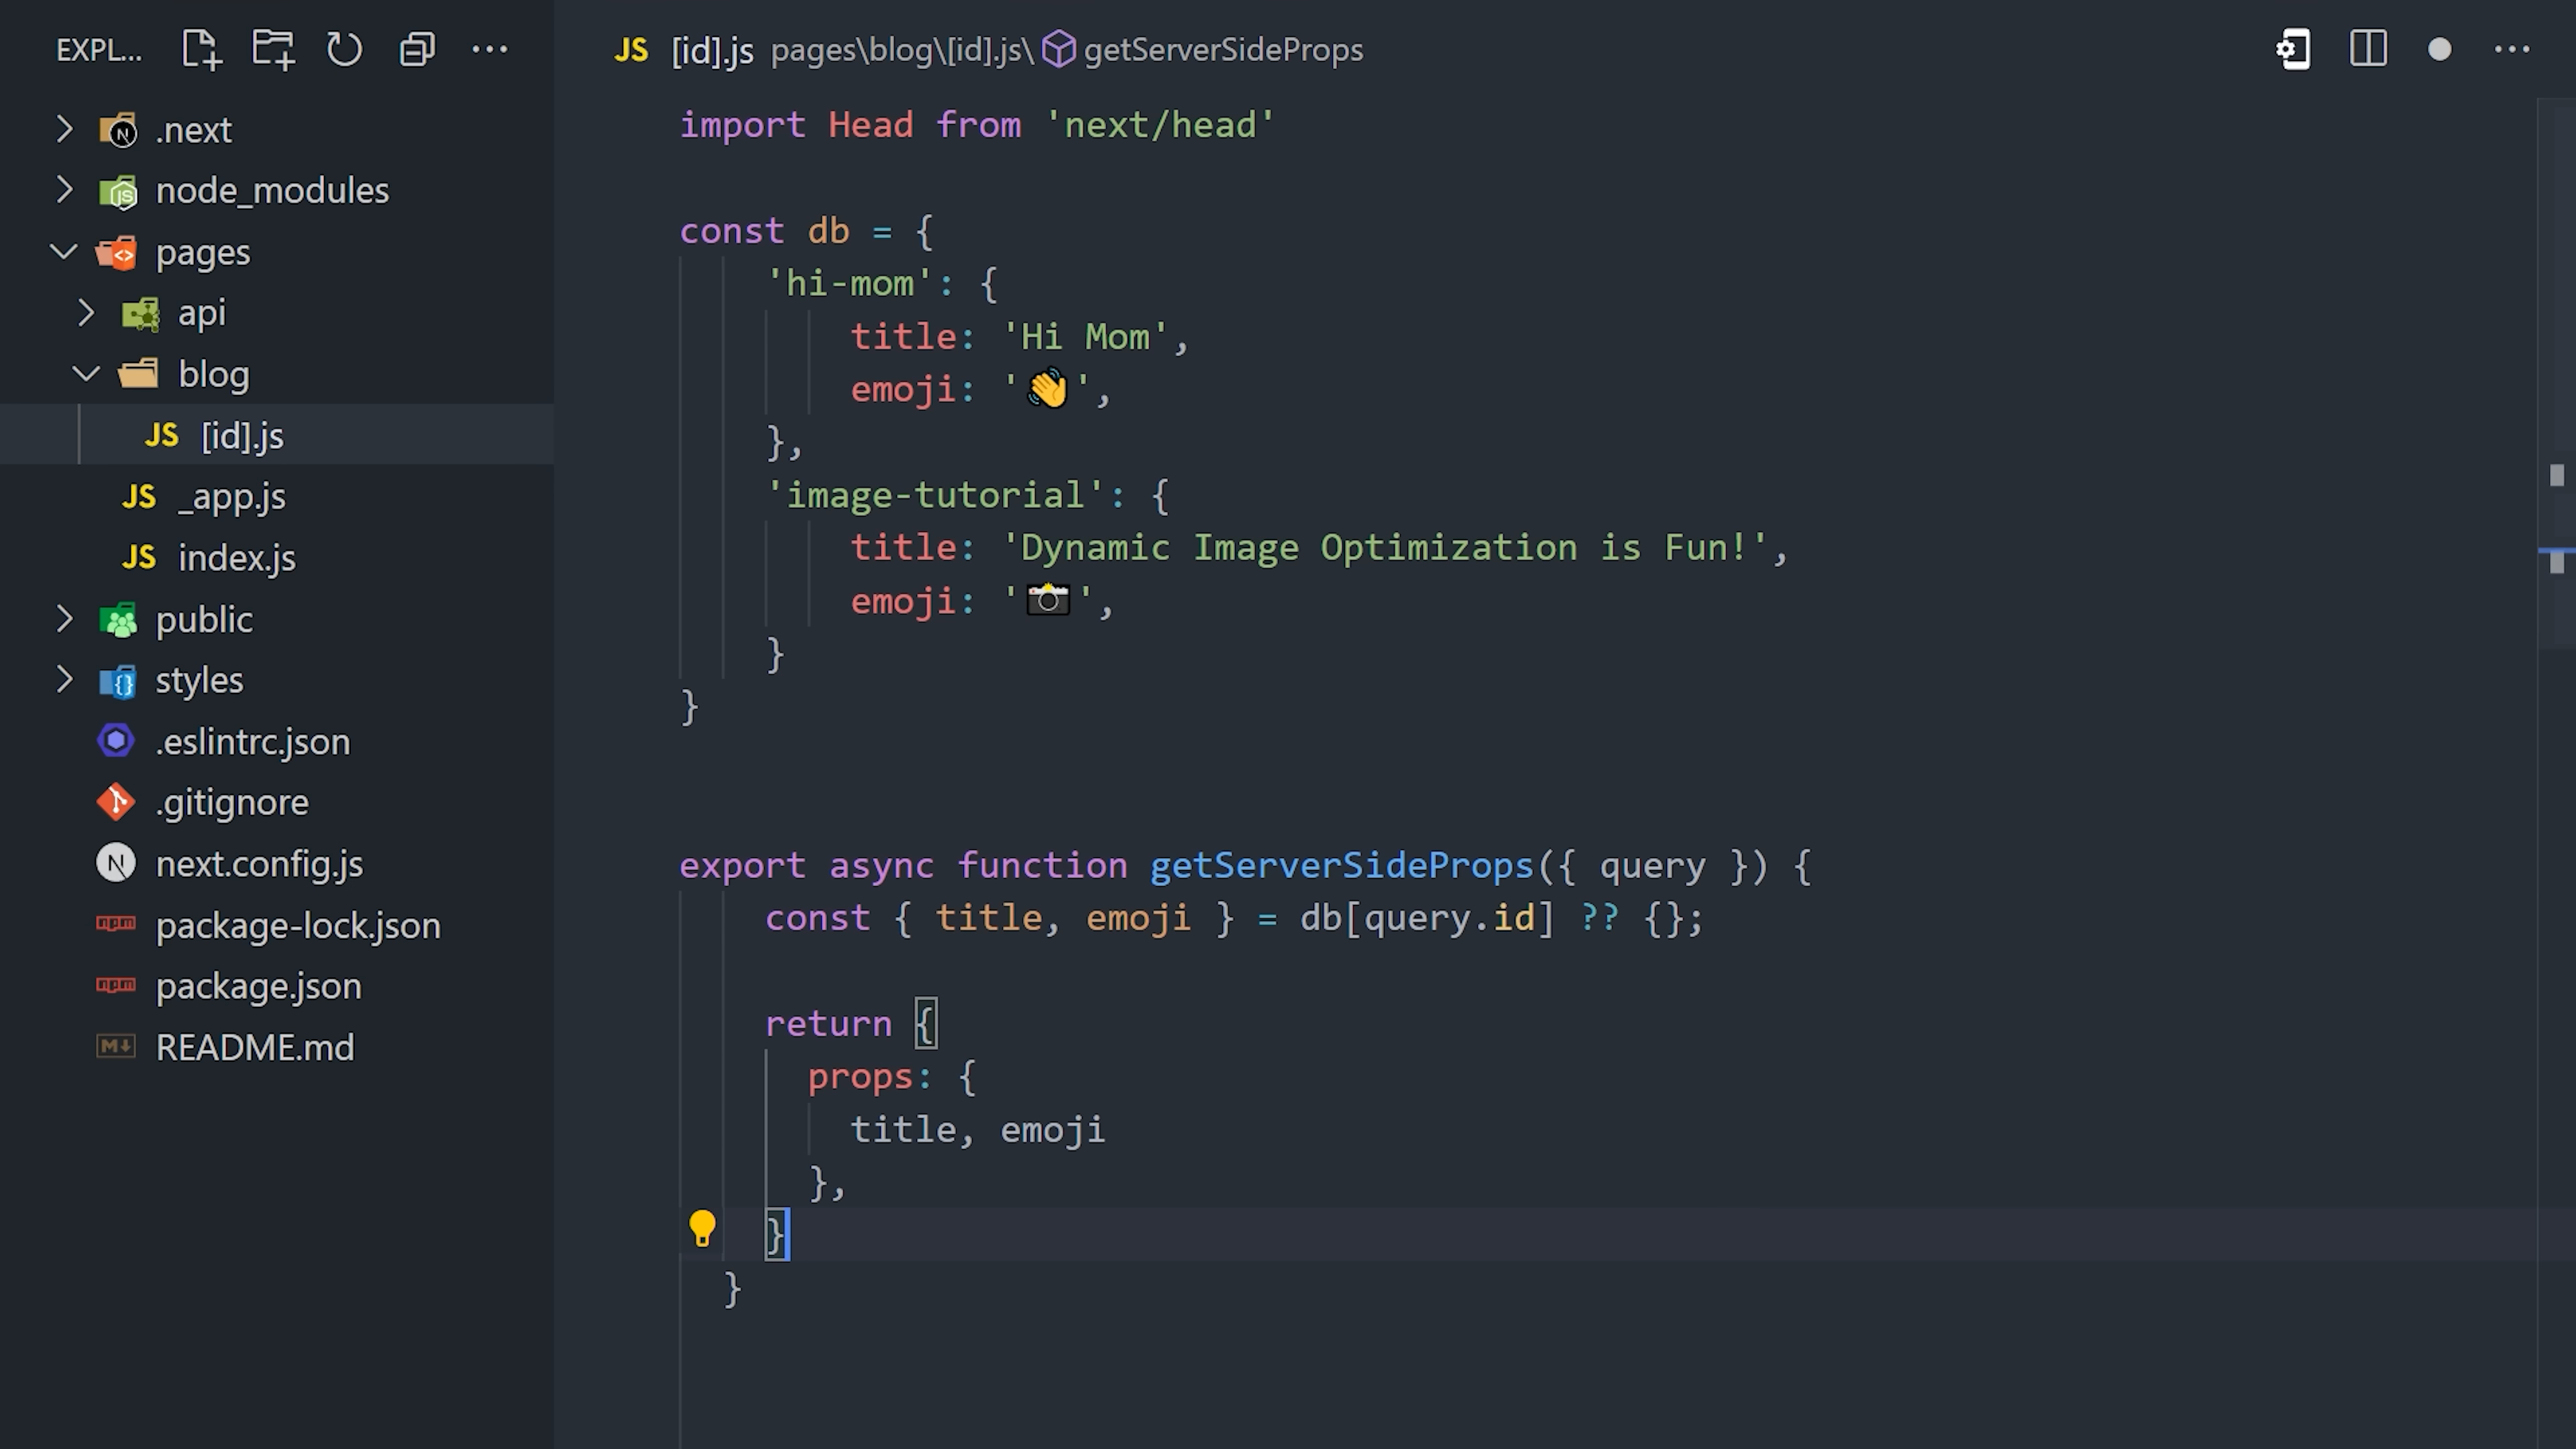 EXPL...
.next
node_modules
pages
api
blog
JS [id].js
JS _app.js
JS index.js
public
styles
.eslintrc.json
.gitignore
next.config.js
package-lock.json
package.json
README.md
JS [id].js pages\blog\[id].js\ getServerSideProps
import Head from 'next/head'
const db = {
'hi-mom': {
title: 'Hi Mom',
emoji: '👋',
},
'image-tutorial': {
title: 'Dynamic Image Optimization is Fun!',
emoji: '📸',
}
}
export async function getServerSideProps({ query }) {
const { title, emoji } = db[query.id] ?? {};
return {
props: {
title, emoji
},
}
}